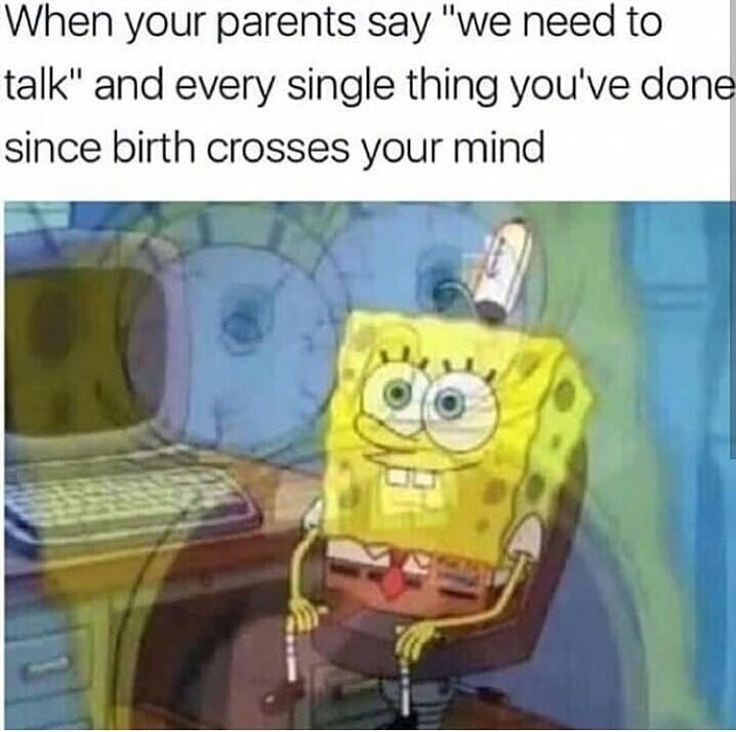 When your parents say "we need to
talk" and every single thing you've done
since birth crosses your mind